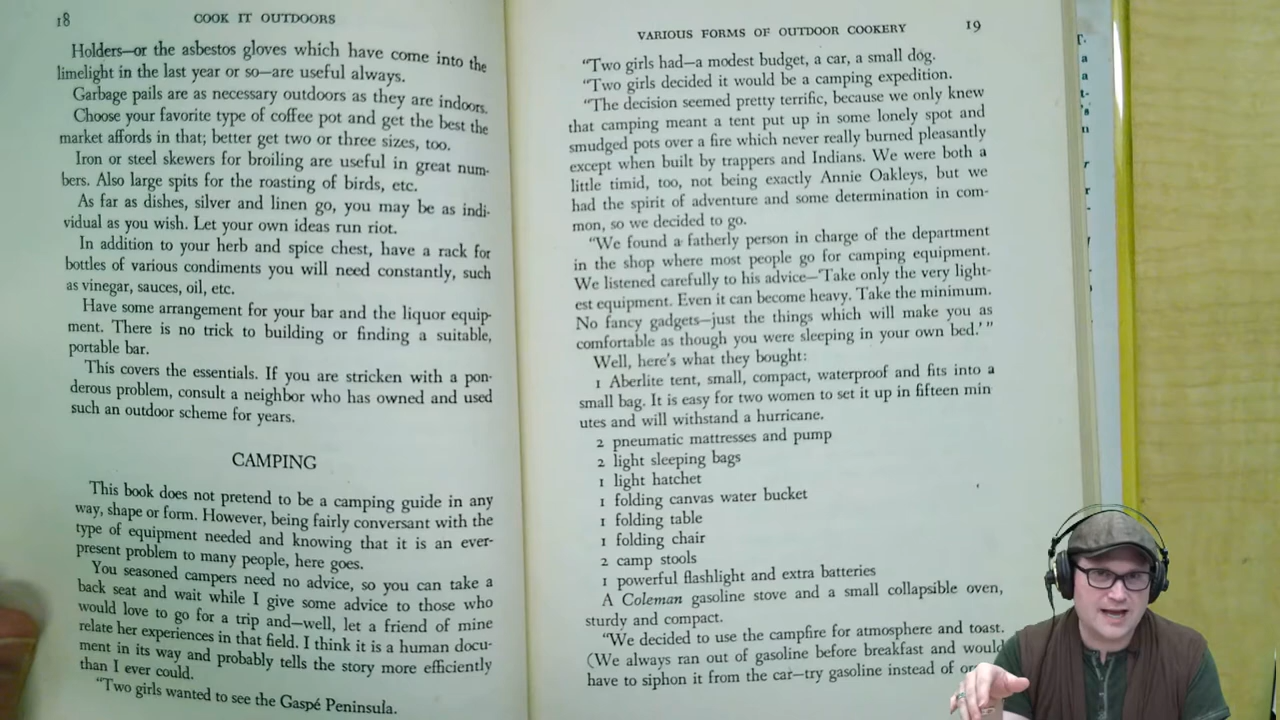 18
COOK IT OUTDOORS
Holders—or the asbestos gloves which have come into the
limelight in the last year or so—are useful always.
Garbage pails are as necessary outdoors as they are indoors.
Choose your favorite type of coffee pot and get the best the
market affords in that; better get two or three sizes, too.
Iron or steel skewers for broiling are useful in great num-
bers. Also large spits for the roasting of birds, etc.
As far as dishes, silver and linen go, you may be as indi-
vidual as you wish. Let your own ideas run riot.
In addition to your herb and spice chest, have a rack for
bottles of various condiments you will need constantly, such
as vinegar, sauces, oil, etc.
Have some arrangement for your bar and the liquor equip-
ment. There is no trick to building or finding a suitable,
portable bar.
This covers the essentials. If you are stricken with a pon-
derous problem, consult a neighbor who has owned and used
such an outdoor scheme for years.
CAMPING
This book does not pretend to be a camping guide in any
way, shape or form. However, being fairly conversant with the
type of equipment needed and knowing that it is an ever-
present problem to many people, here goes.
You seasoned campers need no advice, so you can take a
back seat and wait while I give some advice to those who
would love to go for a trip and—well, let a friend of mine
relate her experiences in that field. I think it is a human docu-
ment in its way and probably tells the story more efficiently
than I ever could.
"Two girls wanted to see the Gaspé Peninsula.
VARIOUS FORMS OF OUTDOOR COOKERY
19
"Two girls had—a modest budget, a car, a small dog.
"Two girls decided it would be a camping expedition.
"The decision seemed pretty terrific, because we only knew
that camping meant a tent put up in some lonely spot and
smudged pots over a fire which never really burned pleasantly
except when built by trappers and Indians. We were both a
little timid, too, not being exactly Annie Oakleys, but we
had the spirit of adventure and some determination in com-
mon, so we decided to go.
"We found a fatherly person in charge of the department
in the shop where most people go for camping equipment.
We listened carefully to his advice—'Take only the very light-
est equipment. Even it can become heavy. Take the minimum.
No fancy gadgets—just the things which will make you as
comfortable as though you were sleeping in your own bed.'"
Well, here's what they bought:
1 Aberlite tent, small, compact, waterproof and fits into a
small bag. It is easy for two women to set it up in fifteen min
utes and will withstand a hurricane.
2 pneumatic mattresses and pump
2 light sleeping bags
1 light hatchet
1 folding canvas water bucket
1 folding table
1 folding chair
2 camp stools
1 powerful flashlight and extra batteries
A Coleman gasoline stove and a small collapsible oven,
sturdy and compact.
"We decided to use the campfire for atmosphere and toast.
(We always ran out of gasoline before breakfast and would
have to siphon it from the car—try gasoline instead of